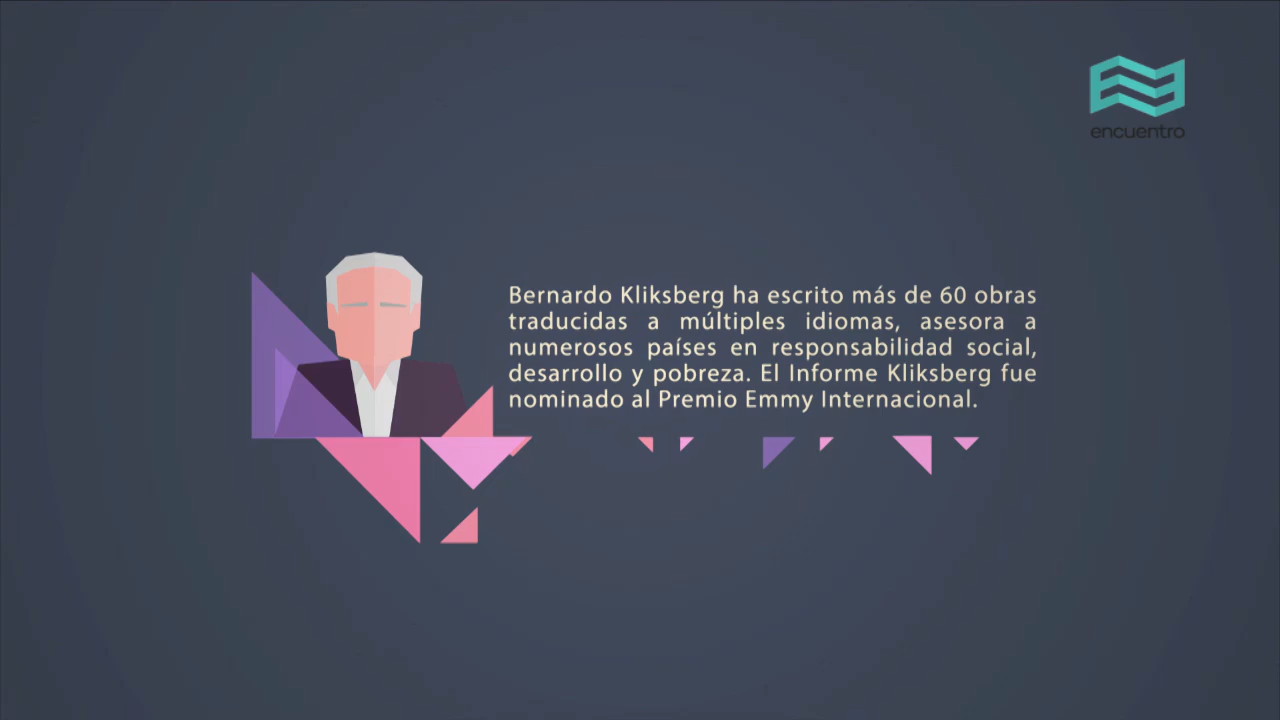 encuentro
Bernardo Kliksberg ha escrito más de 60 obras
traducidas a múltiples idiomas, asesora a
numerosos países en responsabilidad social,
desarrollo y pobreza. El Informe Kliksberg fue
nominado al Premio Emmy Internacional.